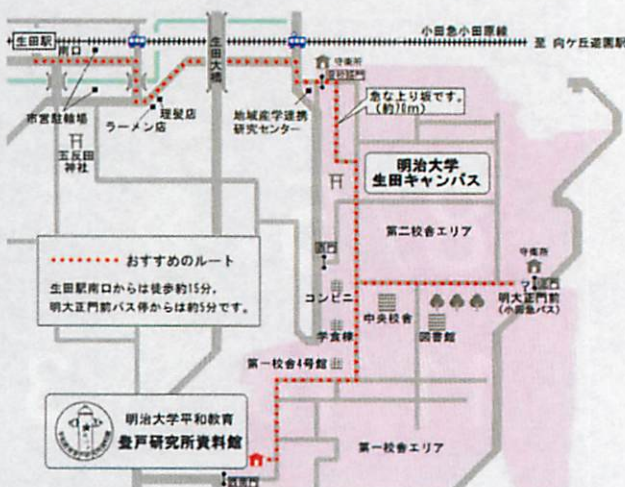 小田急小田原線
至 向ケ丘遊園駅
生田駅
南口
生田大橋
守衛所
急な上り坂です。
(約70m)
市営駐輪場
理髪店
ラーメン店
地域産学連携
研究センター
五反田
神社
明治大学
生田キャンパス
第二校舎エリア
おすすめのルート
生田駅南口からは徒歩約15分。
明大正門前バス停からは約5分です。
守衛所
正門
明大正門前
(小田急バス)
コンビニ
中央校舎
図書館
学食棟
第一校舎4号館
明治大学平和教育
登戸研究所資料館
第一校舎エリア